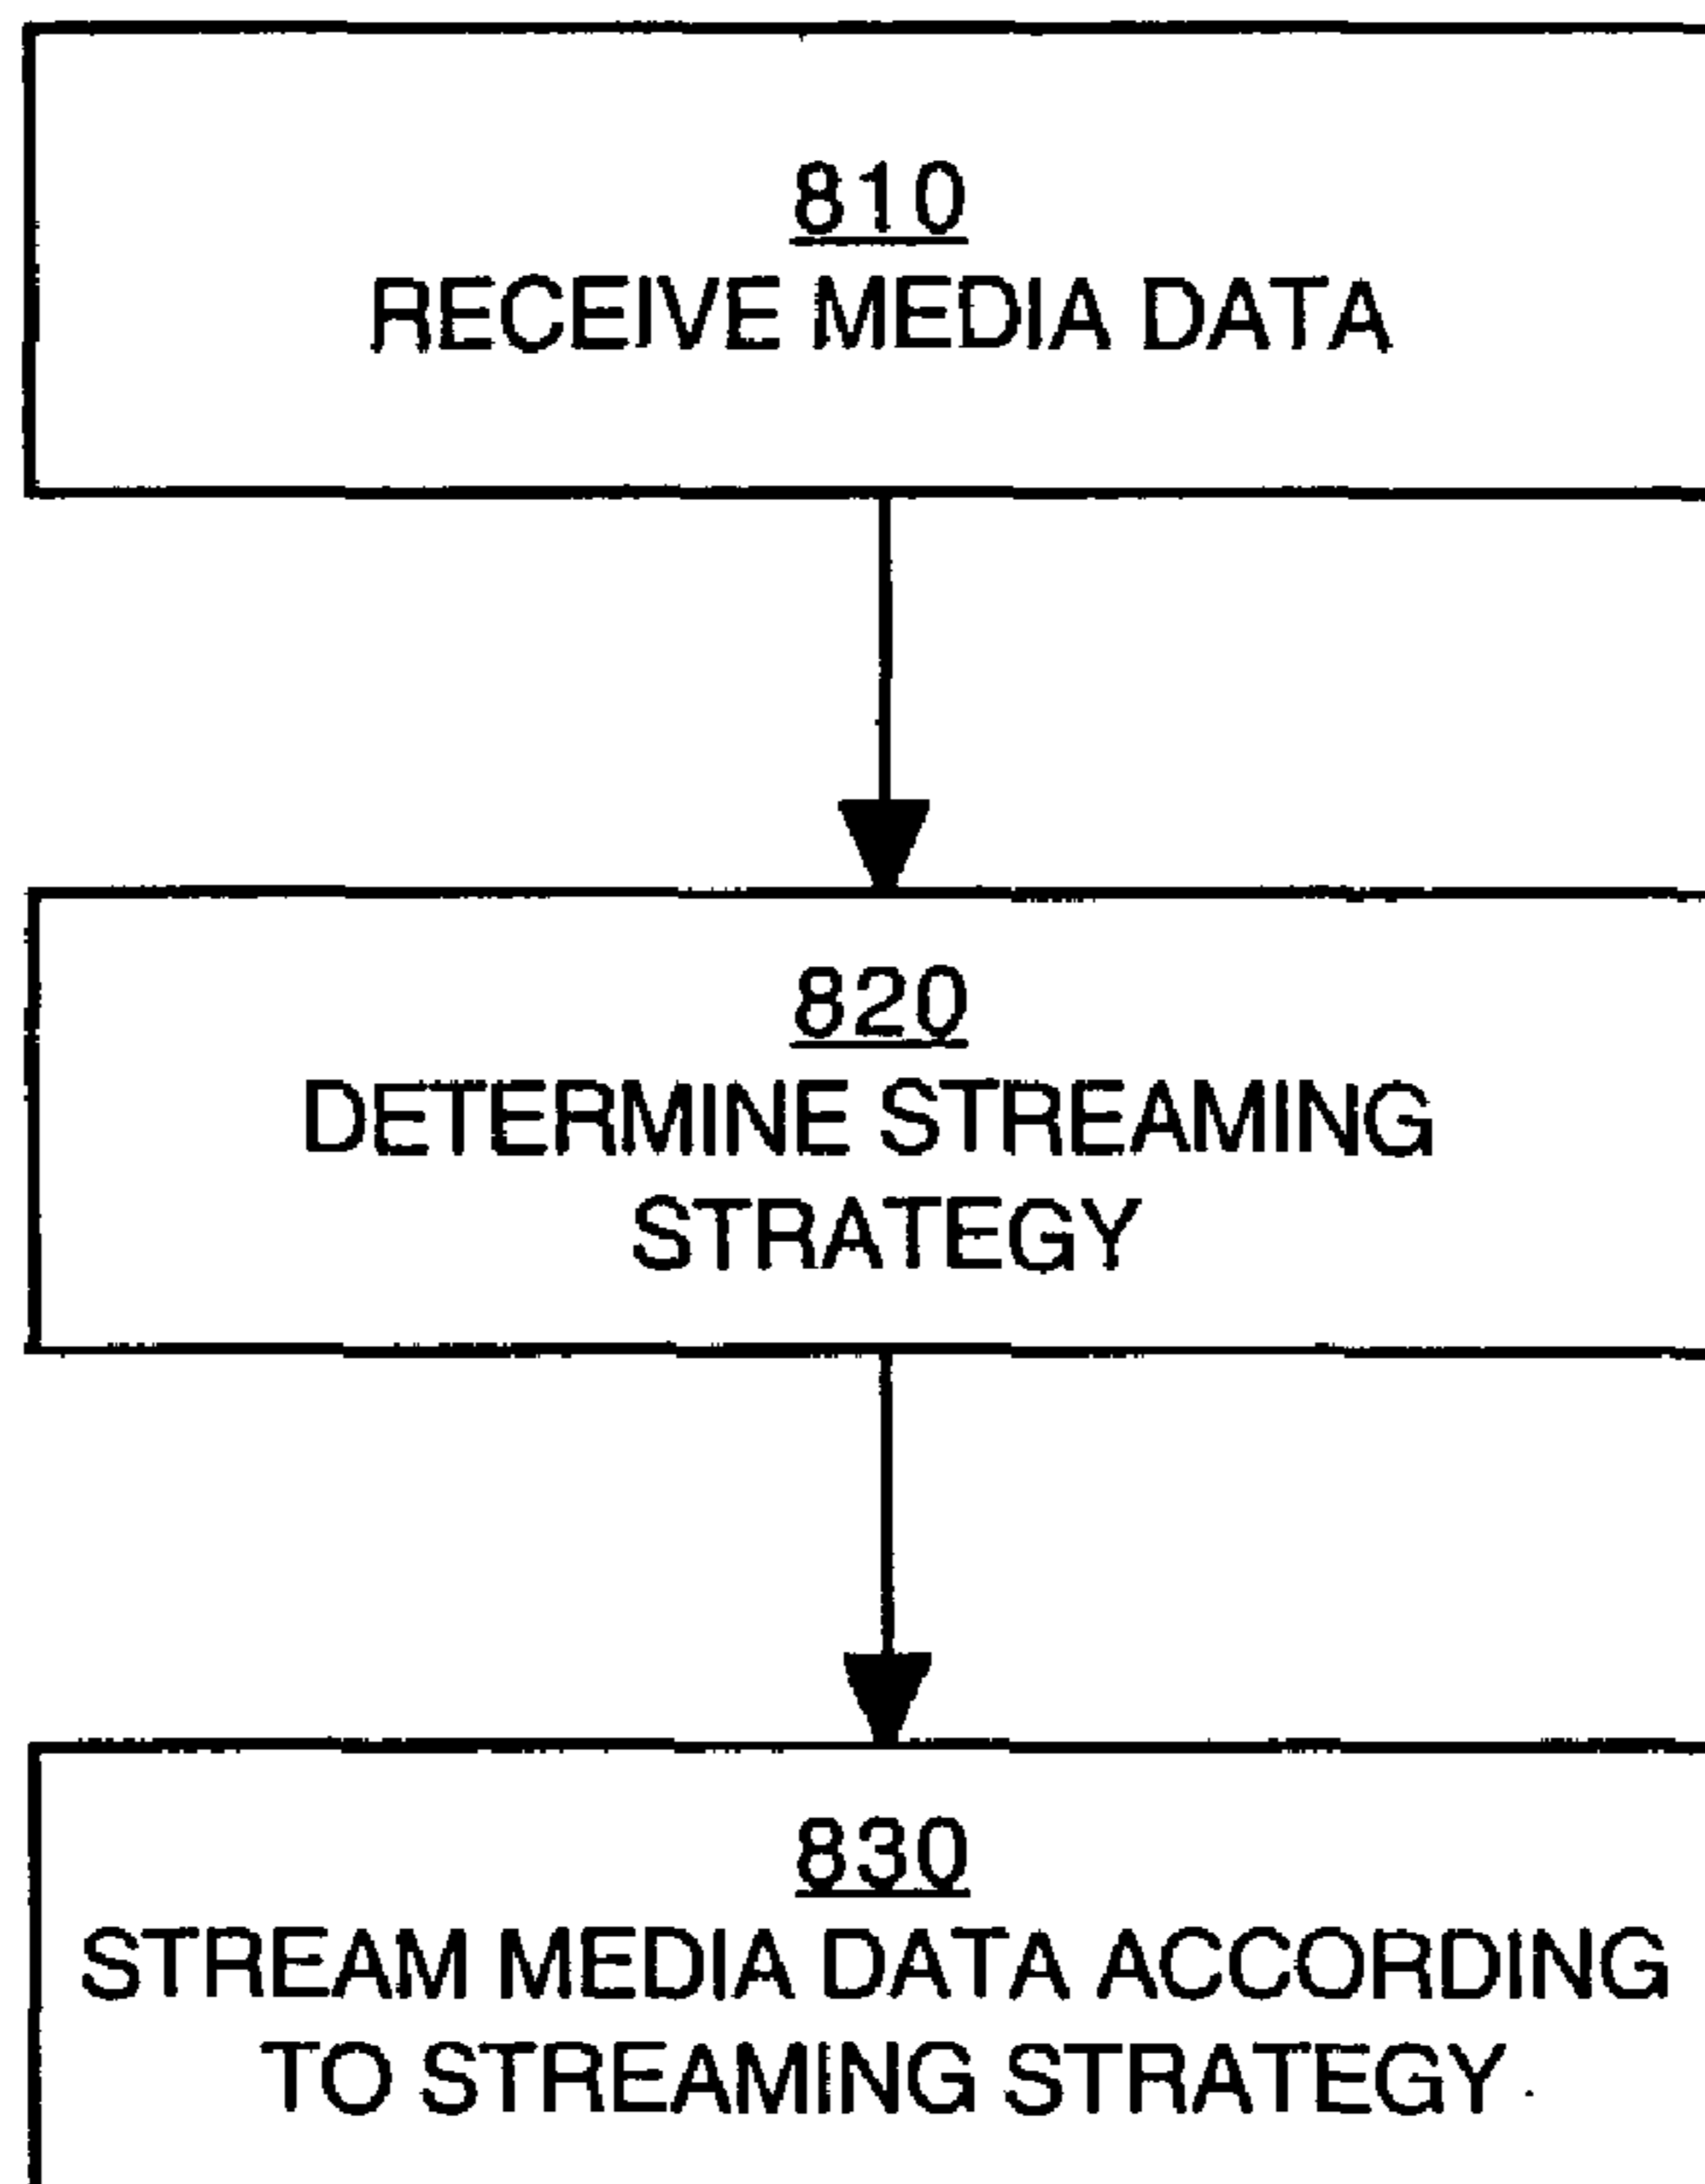 810
RECEIVE MEDIA DATA
820
DETERMINE STREAMING
STRATEGY
830
STREAM MEDIA DATA ACCORDING
TO STREAMING STRATEGY